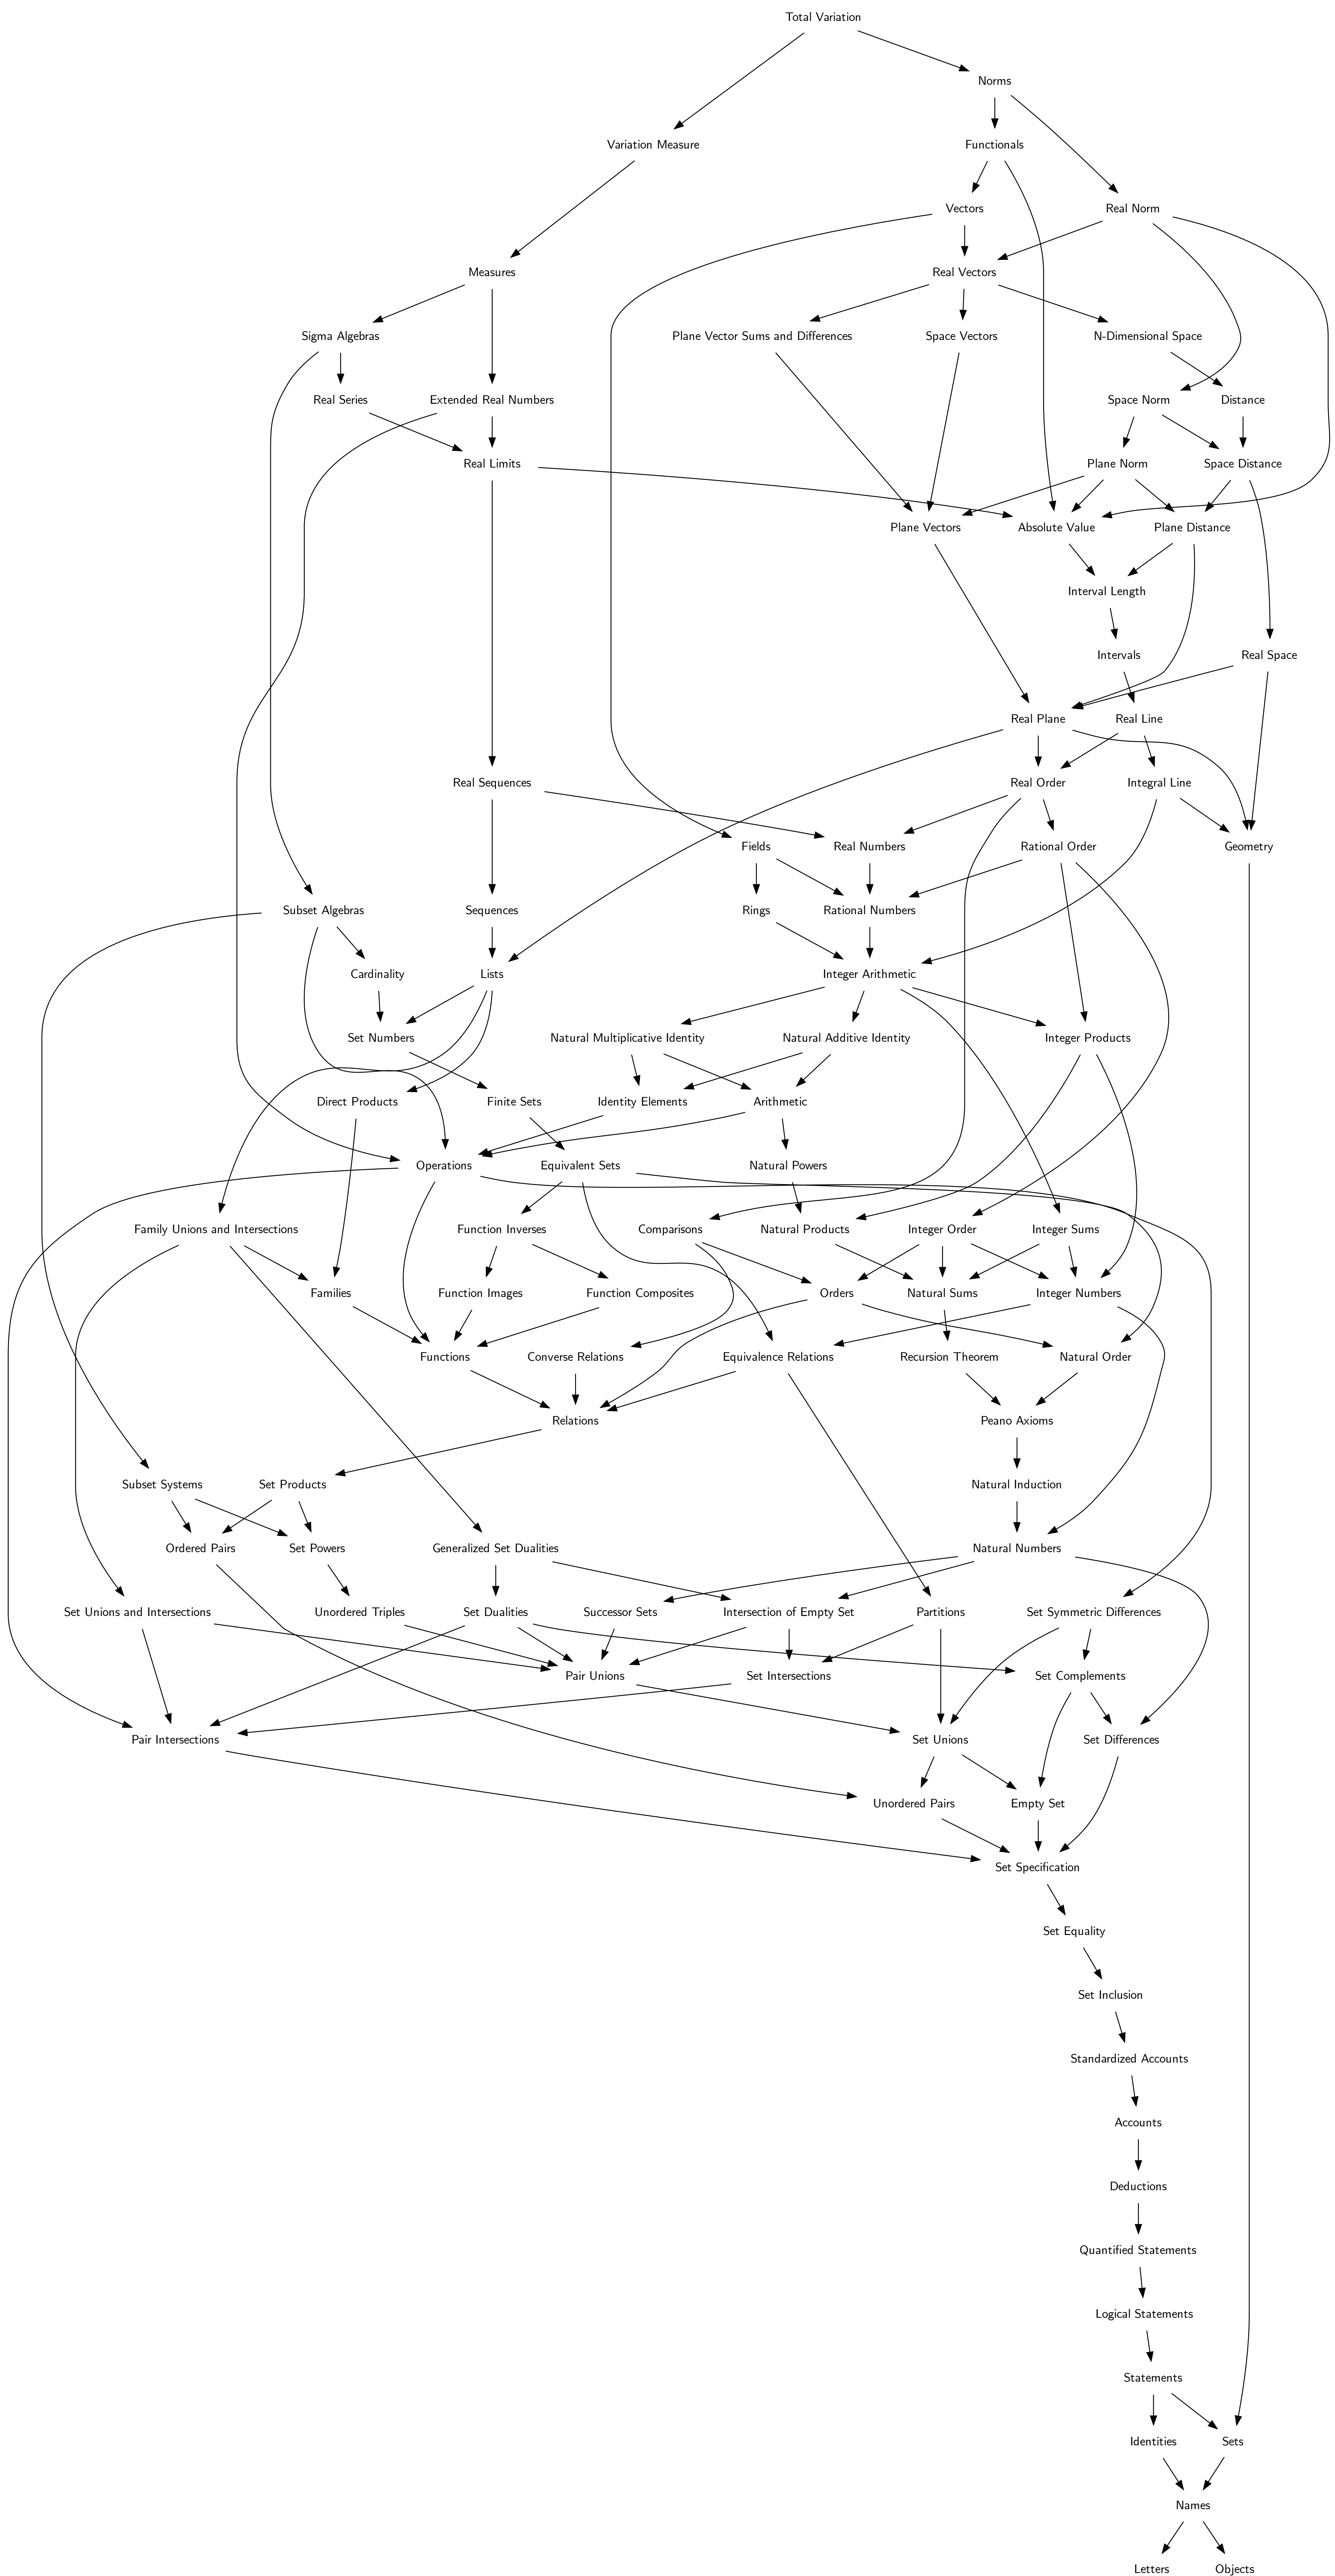 Total Variation
Norms
Variation Measure
Functionals
Vectors
Real Norm
Measures
Real Vectors
Sigma Algebras
Plane Vector Sums and Differences
Space Vectors
N-Dimensional Space
Real Series
Extended Real Numbers
Space Norm
Distance
Real Limits
Plane Norm
Space Distance
Plane Vectors
Absolute Value
Plane Distance
Interval Length
Intervals
Real Space
Real Plane
Real Line
Real Sequences
Real Order
Integral Line
Fields
Real Numbers
Rational Order
Geometry
Subset Algebras
Sequences
Rings
Rational Numbers
Cardinality
Lists
Integer Arithmetic
Set Numbers
Natural Multiplicative Identity
Natural Additive Identity
Integer Products
Direct Products
Finite Sets
Identity Elements
Arithmetic
Operations
Equivalent Sets
Natural Powers
Family Unions and Intersections
Function Inverses
Comparisons
Natural Products
Integer Order
Integer Sums
Families
Function Images
Function Composites
Orders
Natural Sums
Integer Numbers
Functions
Converse Relations
Equivalence Relations
Recursion Theorem
Natural Order
Relations
Peano Axioms
Subset Systems
Set Products
Natural Induction
Ordered Pairs
Set Powers
Generalized Set Dualities
Natural Numbers
Set Unions and Intersections
Unordered Triples
Set Dualities
Successor Sets
Intersection of Empty Set
Partitions
Set Symmetric Differences
Pair Unions
Set Intersections
Set Complements
Pair Intersections
Set Unions
Set Differences
Unordered Pairs
Empty Set
Set Specification
Set Equality
Set Inclusion
Standardized Accounts
Accounts
Deductions
Quantified Statements
Logical Statements
Statements
Identities
Sets
Names
Letters
Objects